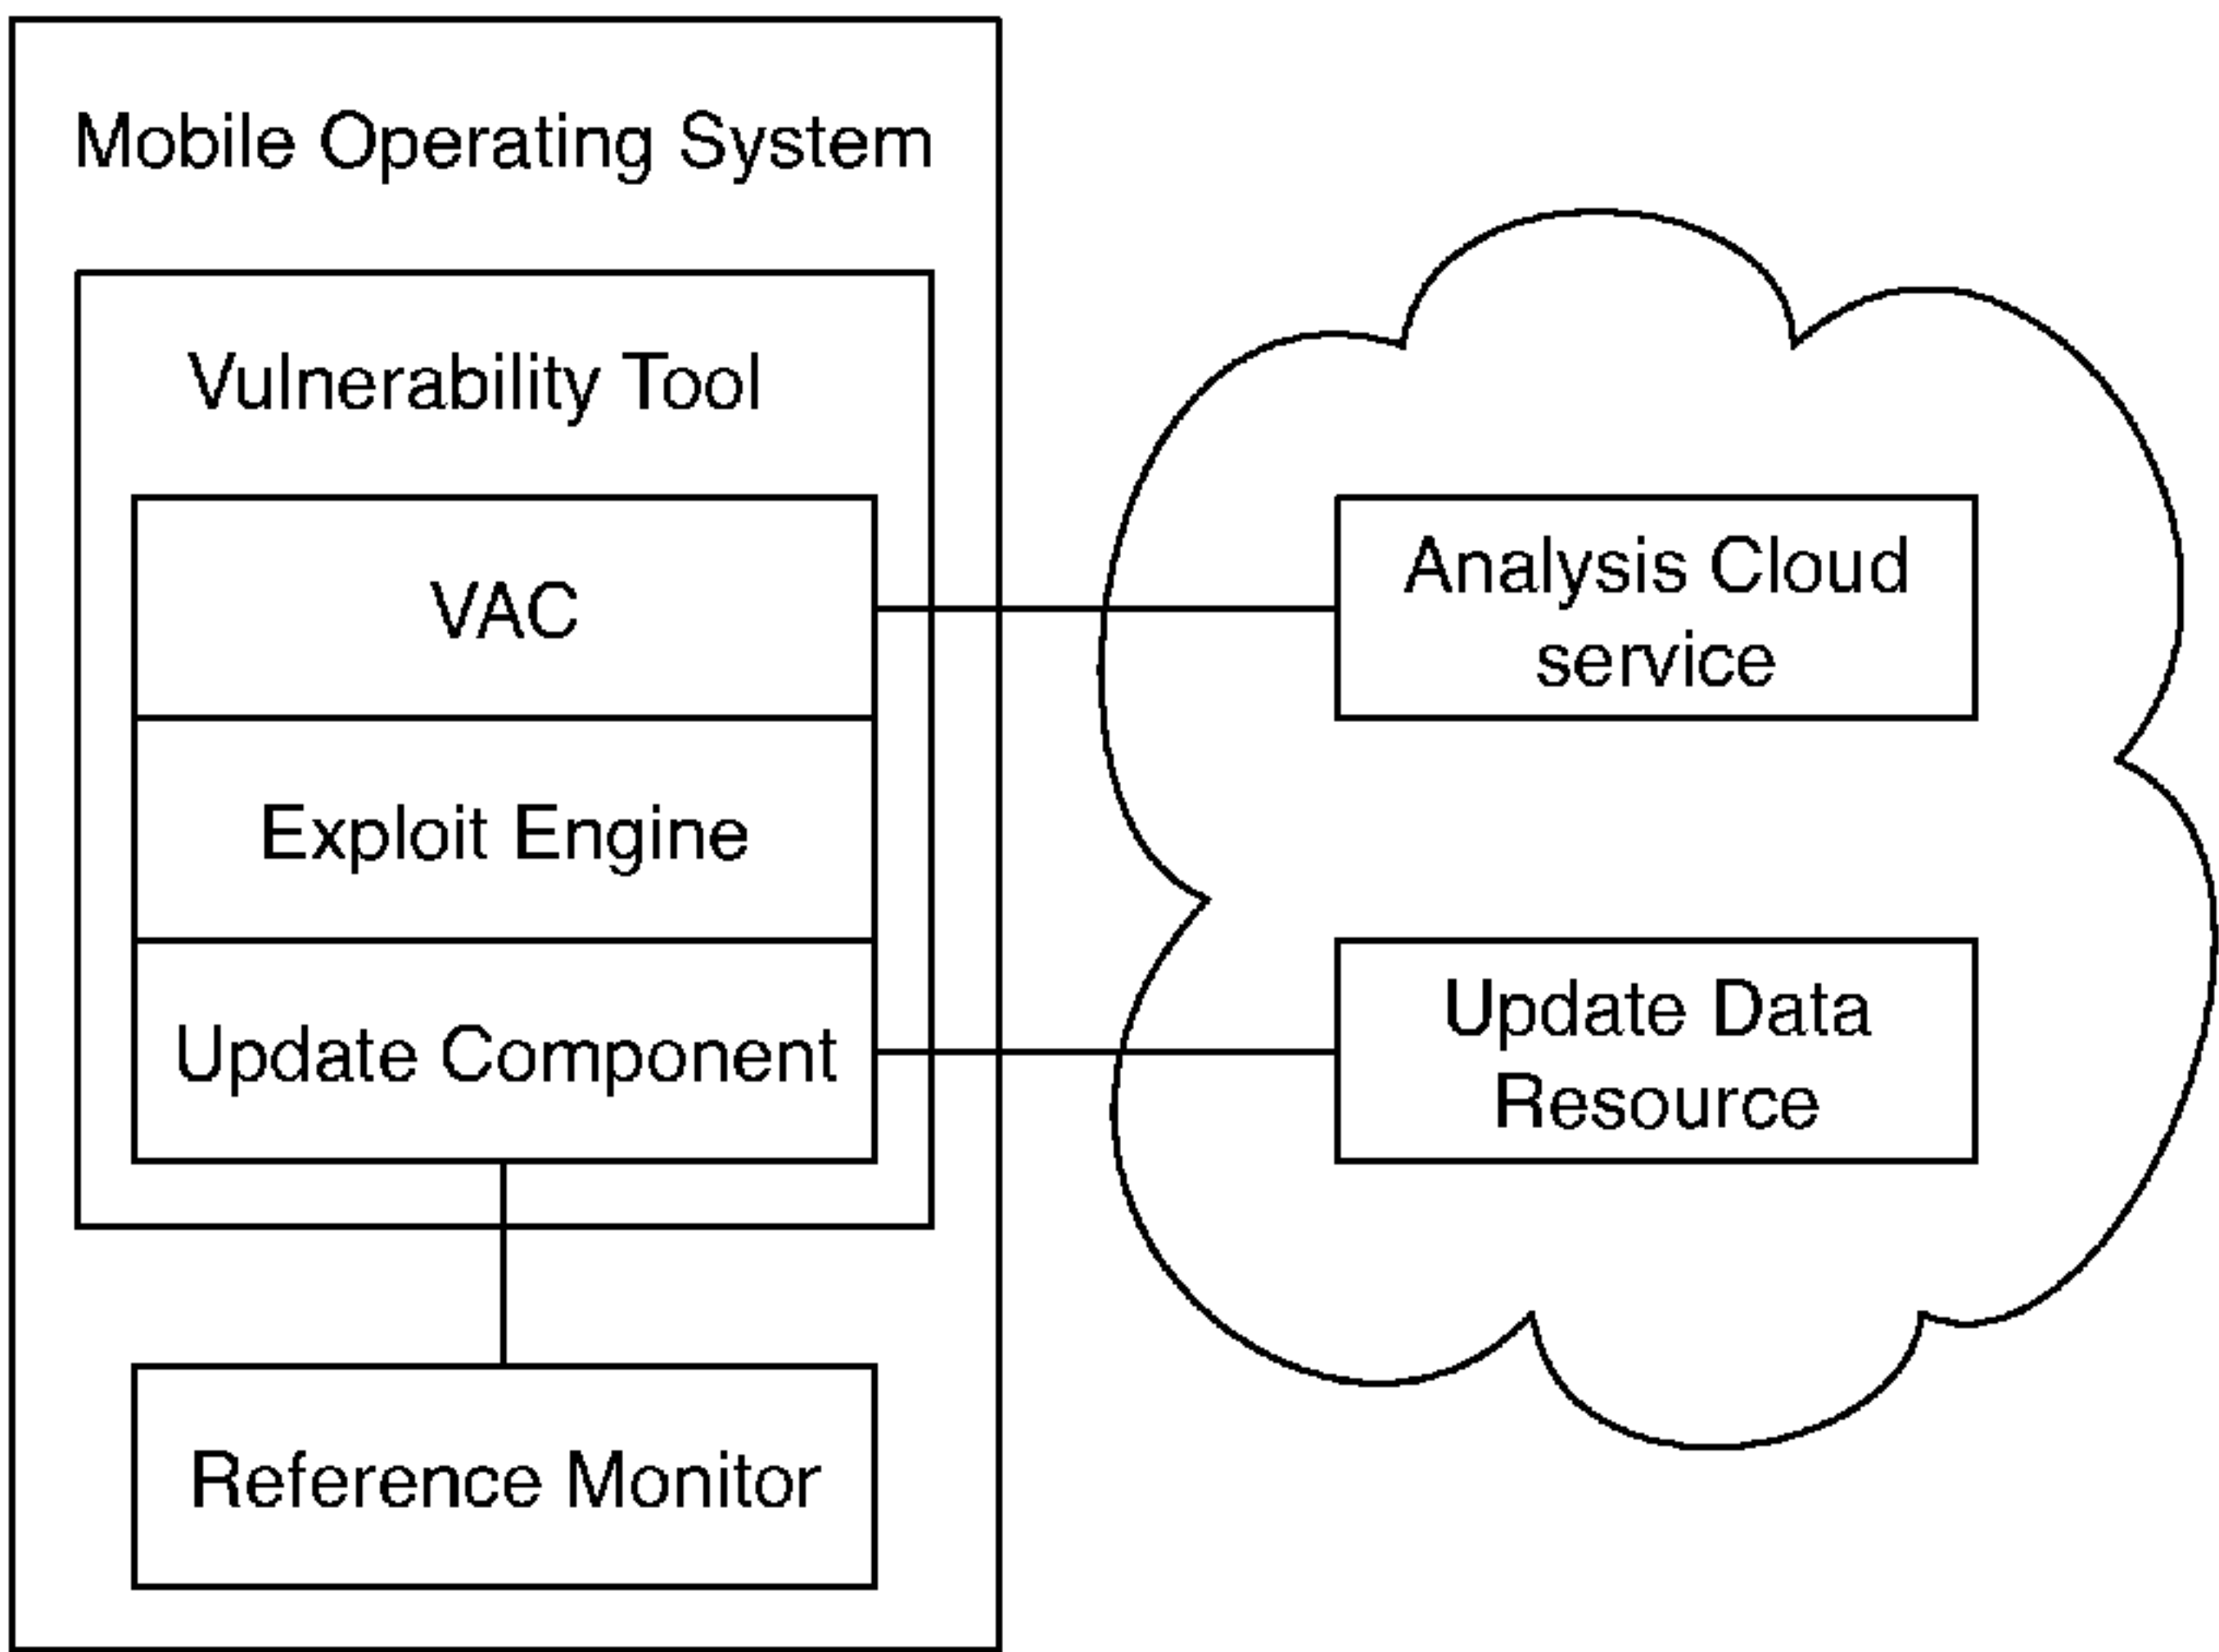 Mobile Operating System
Vulnerability Tool
VAC
Exploit Engine
Update Component
Reference Monitor
Analysis Cloud
service
Update Data
Resource